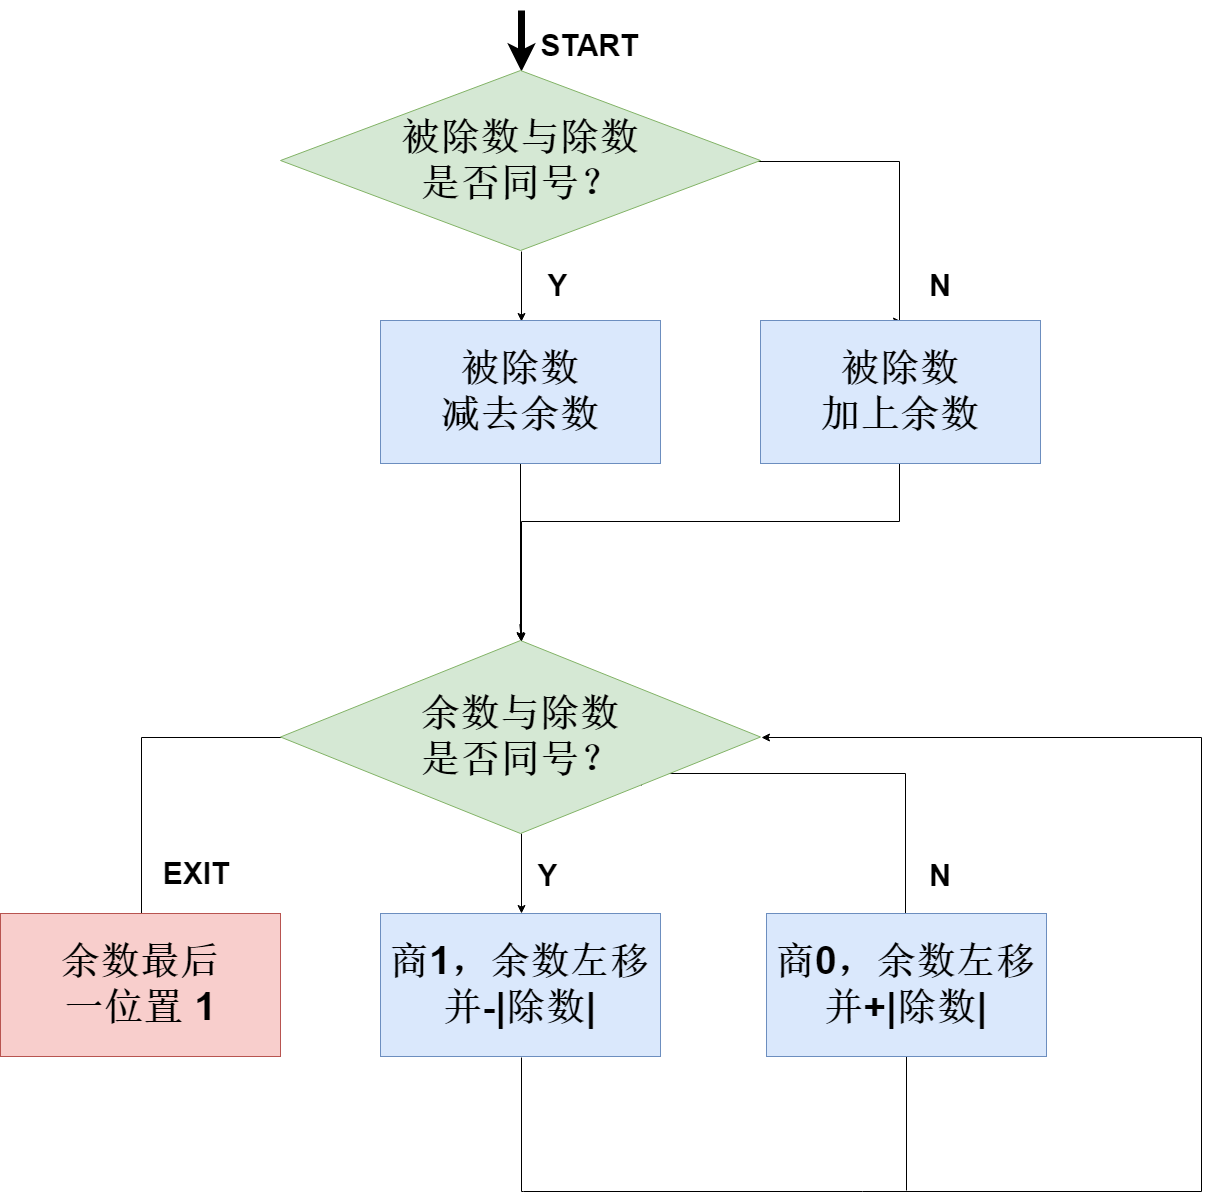 START
被除数与除数
是否同号？
Y
N
被除数
减去余数
被除数
加上余数
余数与除数
是否同号？
EXIT
Y
N
余数最后
一位置 1
商1，余数左移
并-|除数|
商0，余数左移
并+|除数|